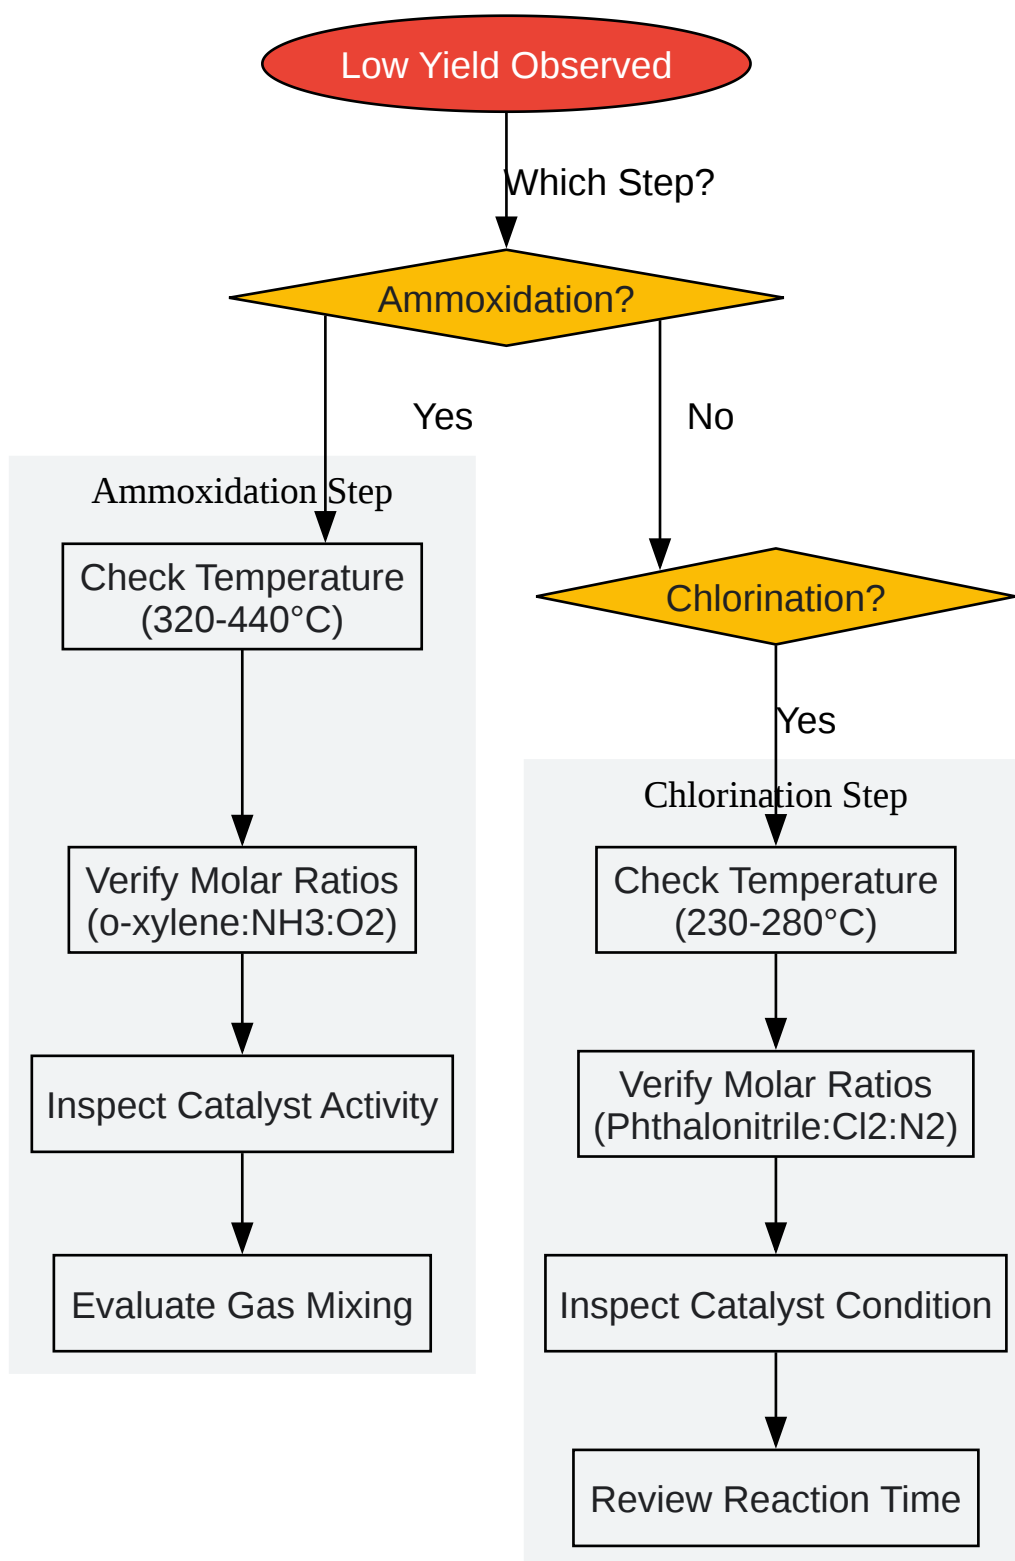 Low Yield Observed
Which Step?
Ammoxidation?
Yes
No
Ammoxidation Step
Check Temperature
(320-440°C)
Verify Molar Ratios
(o-xylene:NH3:O2)
Inspect Catalyst Activity
Evaluate Gas Mixing
Chlorination?
Yes
Chlorination Step
Check Temperature
(230-280°C)
Verify Molar Ratios
(Phthalonitrile:Cl2:N2)
Inspect Catalyst Condition
Review Reaction Time